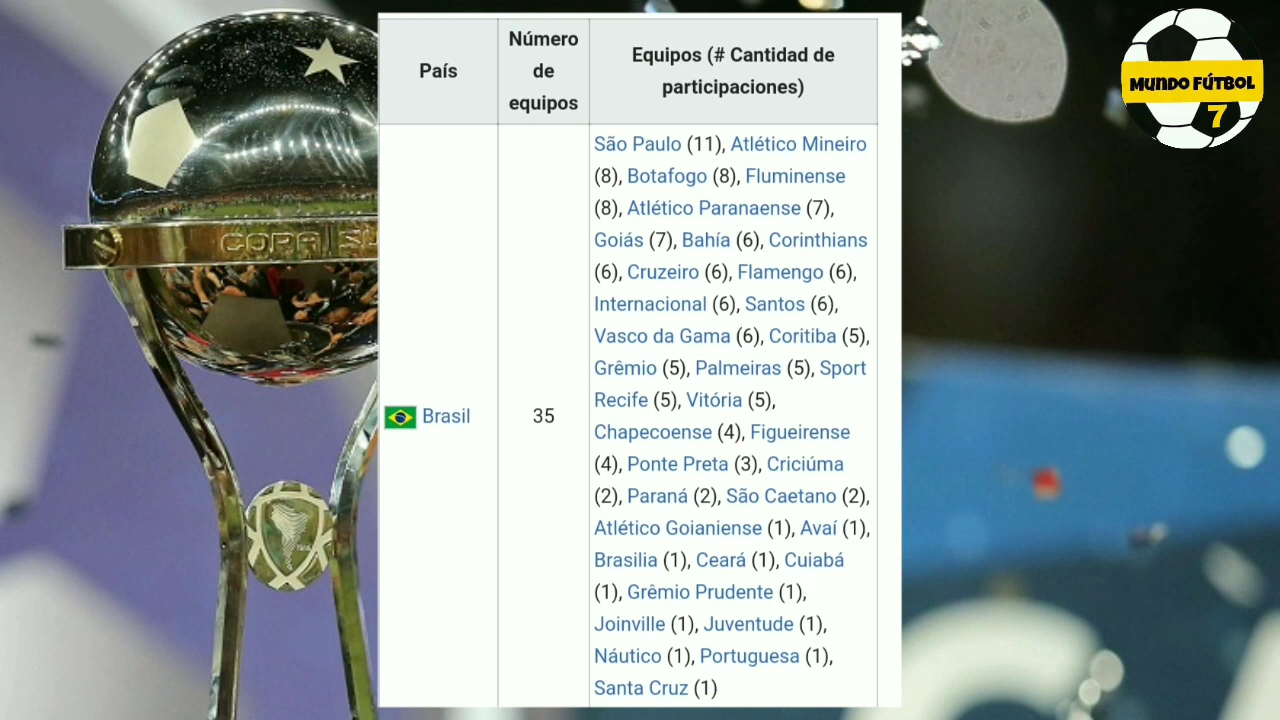 País
Número
de
equipos
Equipos (# Cantidad de
participaciones)
Brasil
35
São Paulo (11), Atlético Mineiro
(8), Botafogo (8), Fluminense
(8), Atlético Paranaense (7),
Goiás (7), Bahía (6), Corinthians
(6), Cruzeiro (6), Flamengo (6),
Internacional (6), Santos (6),
Vasco da Gama (6), Coritiba (5),
Grêmio (5), Palmeiras (5), Sport
Recife (5), Vitória (5),
Chapecoense (4), Figueirense
(4), Ponte Preta (3), Criciúma
(2), Paraná (2), São Caetano (2),
Atlético Goianiense (1), Avaí (1),
Brasilia (1), Ceará (1), Cuiabá
(1), Grêmio Prudente (1),
Joinville (1), Juventude (1),
Náutico (1), Portuguesa (1),
Santa Cruz (1)
COPA
MUNDO FÚTBOL
7